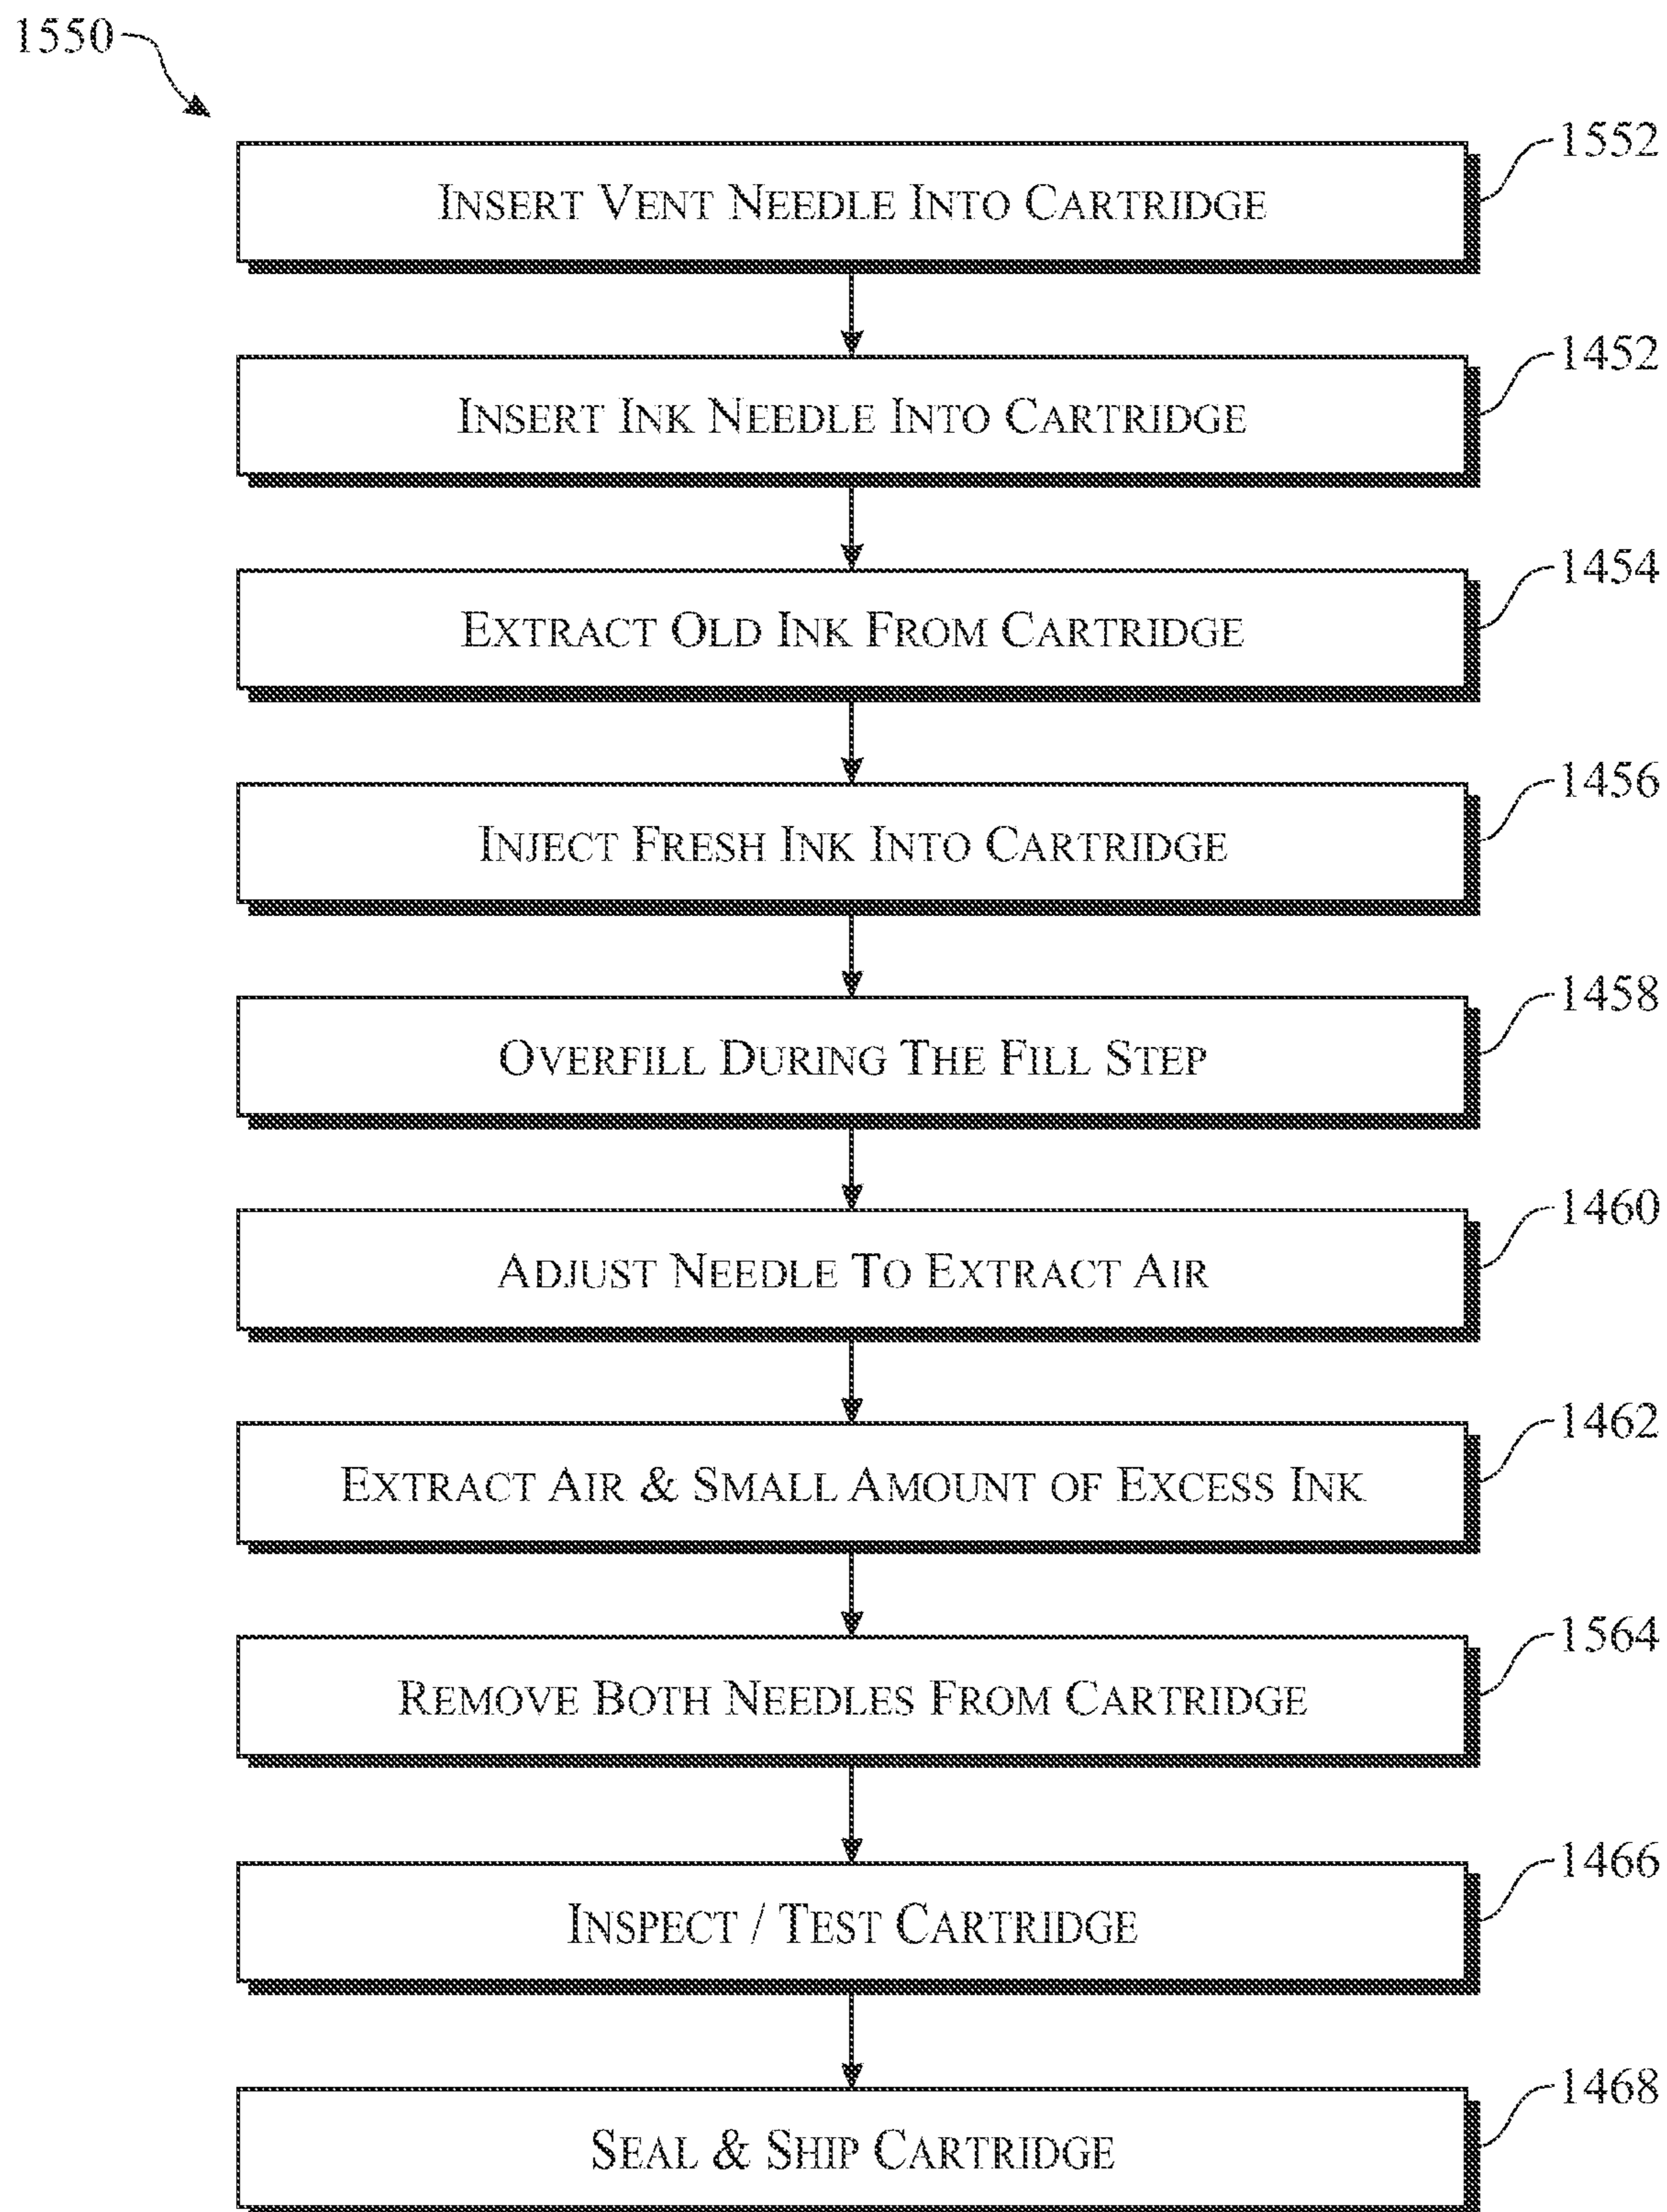 1550
INSERT VENT NEEDLE INTO CARTRIDGE
1552
INSERT INK NEEDLE INTO CARTRIDGE
1452
EXTRACT OLD INK FROM CARTRIDGE
1454
INJECT FRESH INK INTO CARTRIDGE
1456
OVERFILL DURING THE FILL STEP
1458
ADJUST NEEDLE TO EXTRACT AIR
1460
EXTRACT AIR & SMALL AMOUNT OF EXCESS INK
1462
REMOVE BOTH NEEDLES FROM CARTRIDGE
1564
INSPECT / TEST CARTRIDGE
1466
SEAL & SHIP CARTRIDGE
1468